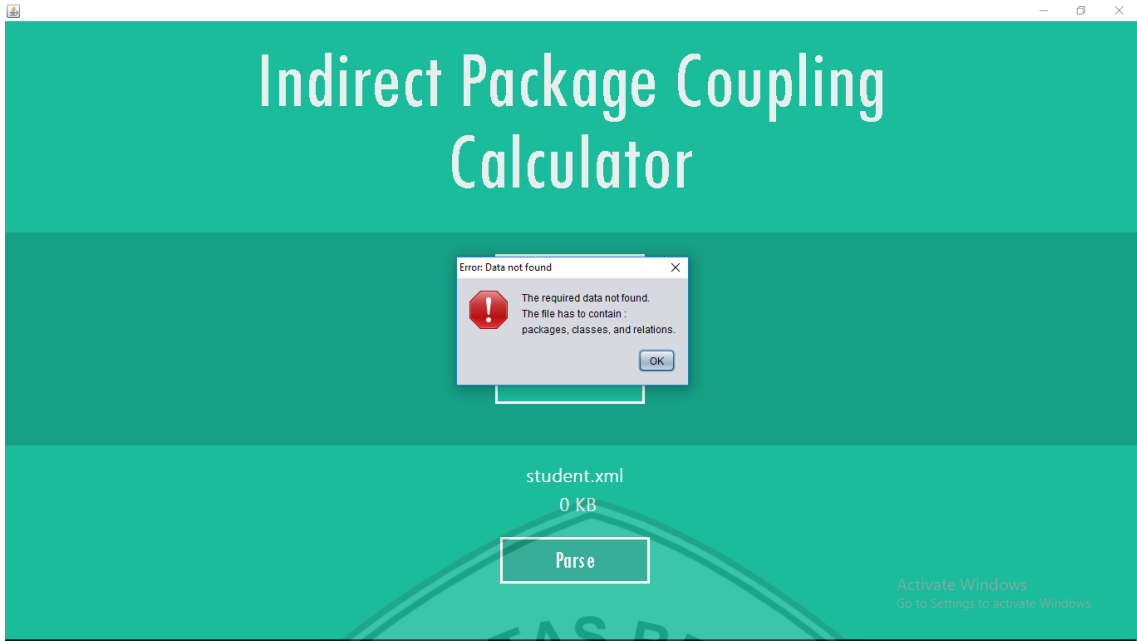 Indirect Package Coupling
Calculator
Error: Data not found
The required data not found.
The file has to contain :
packages, classes, and relations.
OK
student.xml
0 KB
Parse
Activate Windows
Go to Settings to activate Windows.